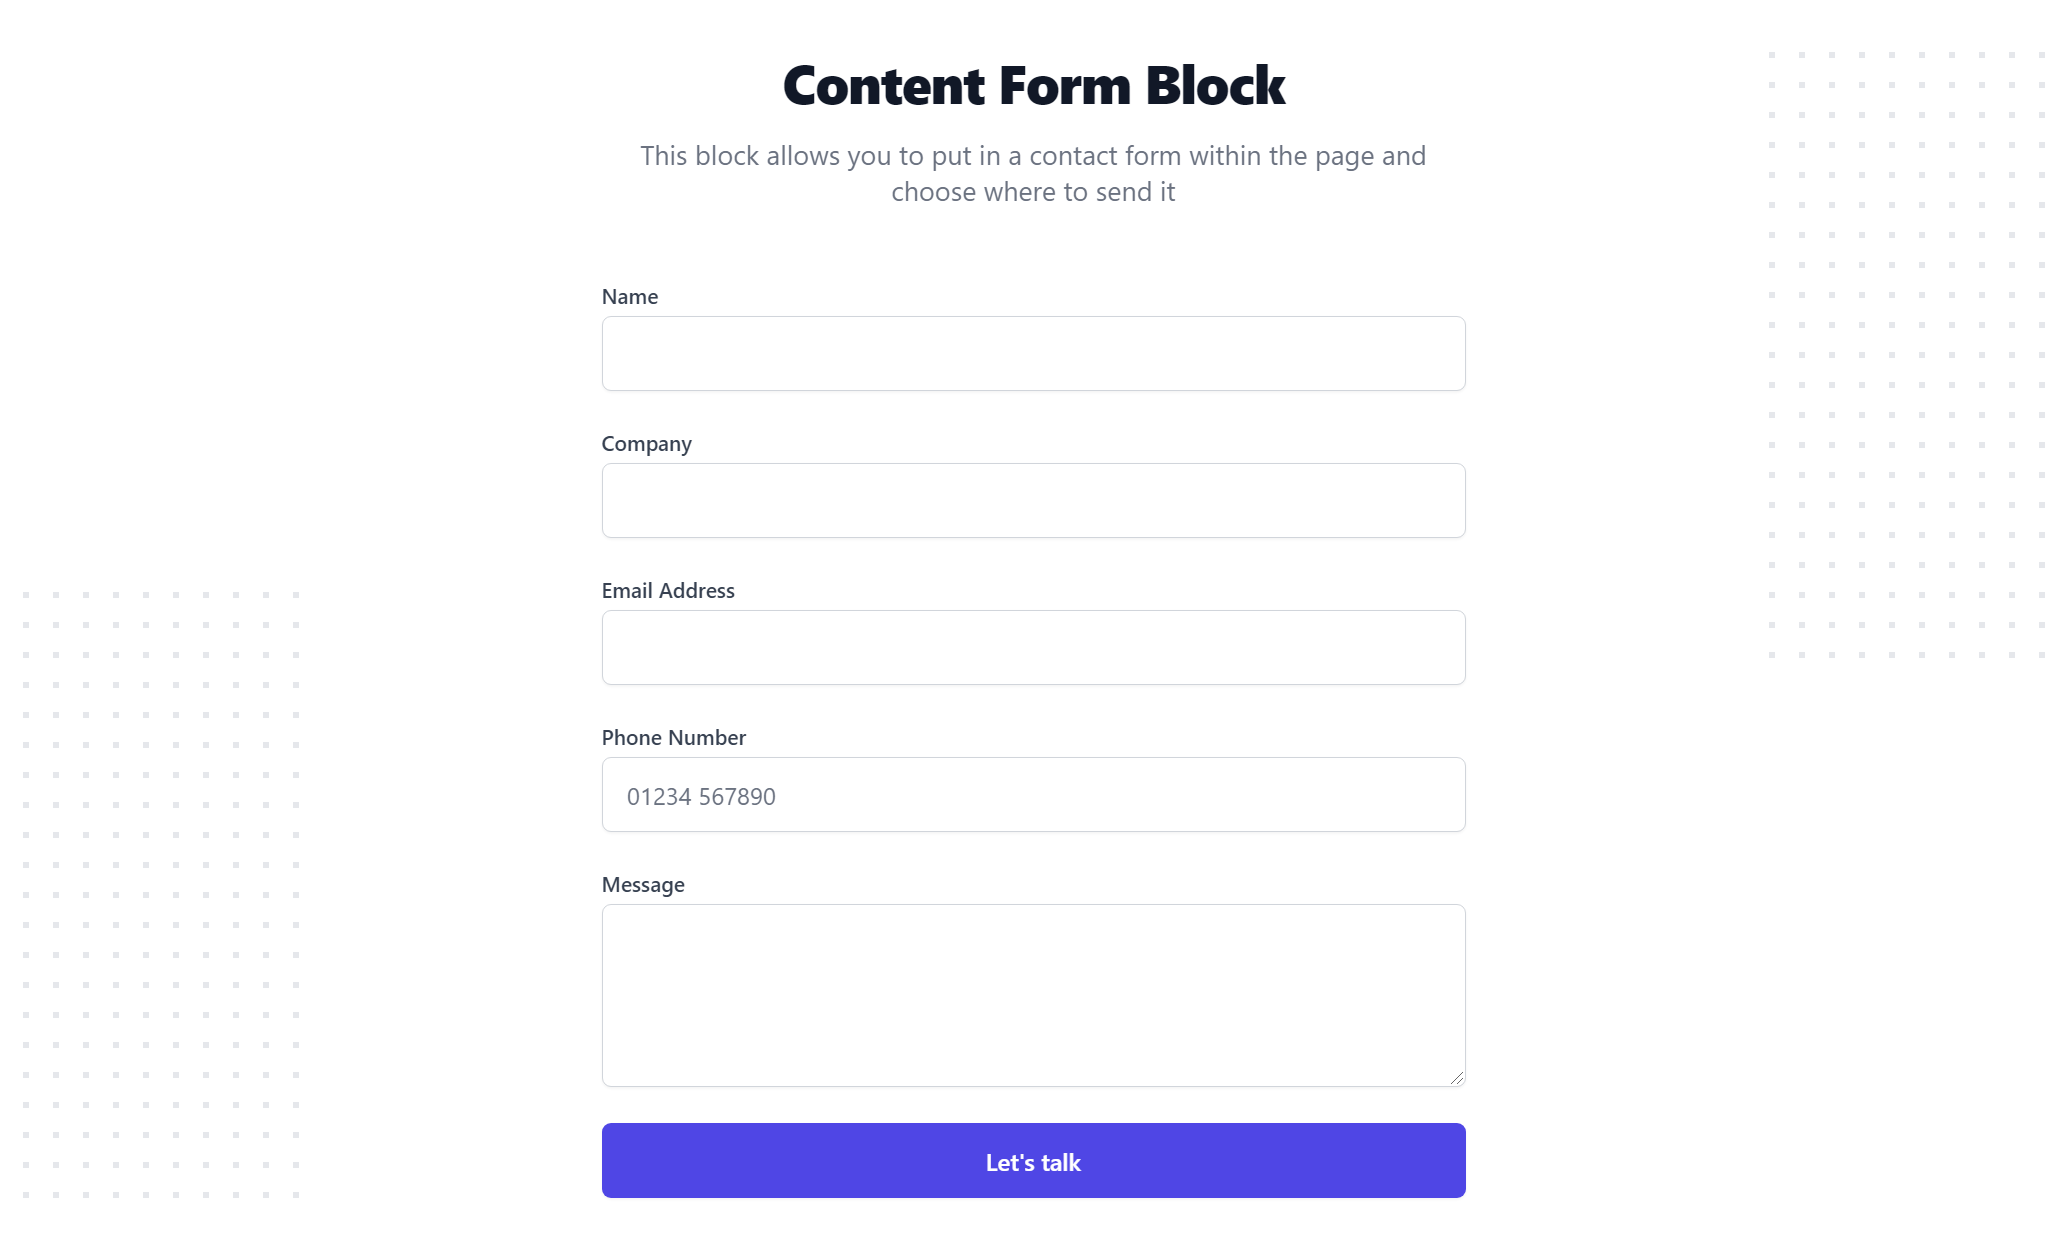 Content Form Block
This block allows you to put in a contact form within the page and
choose where to send it
Name
Company
Email Address
Phone Number
01234 567890
Message
Let's talk